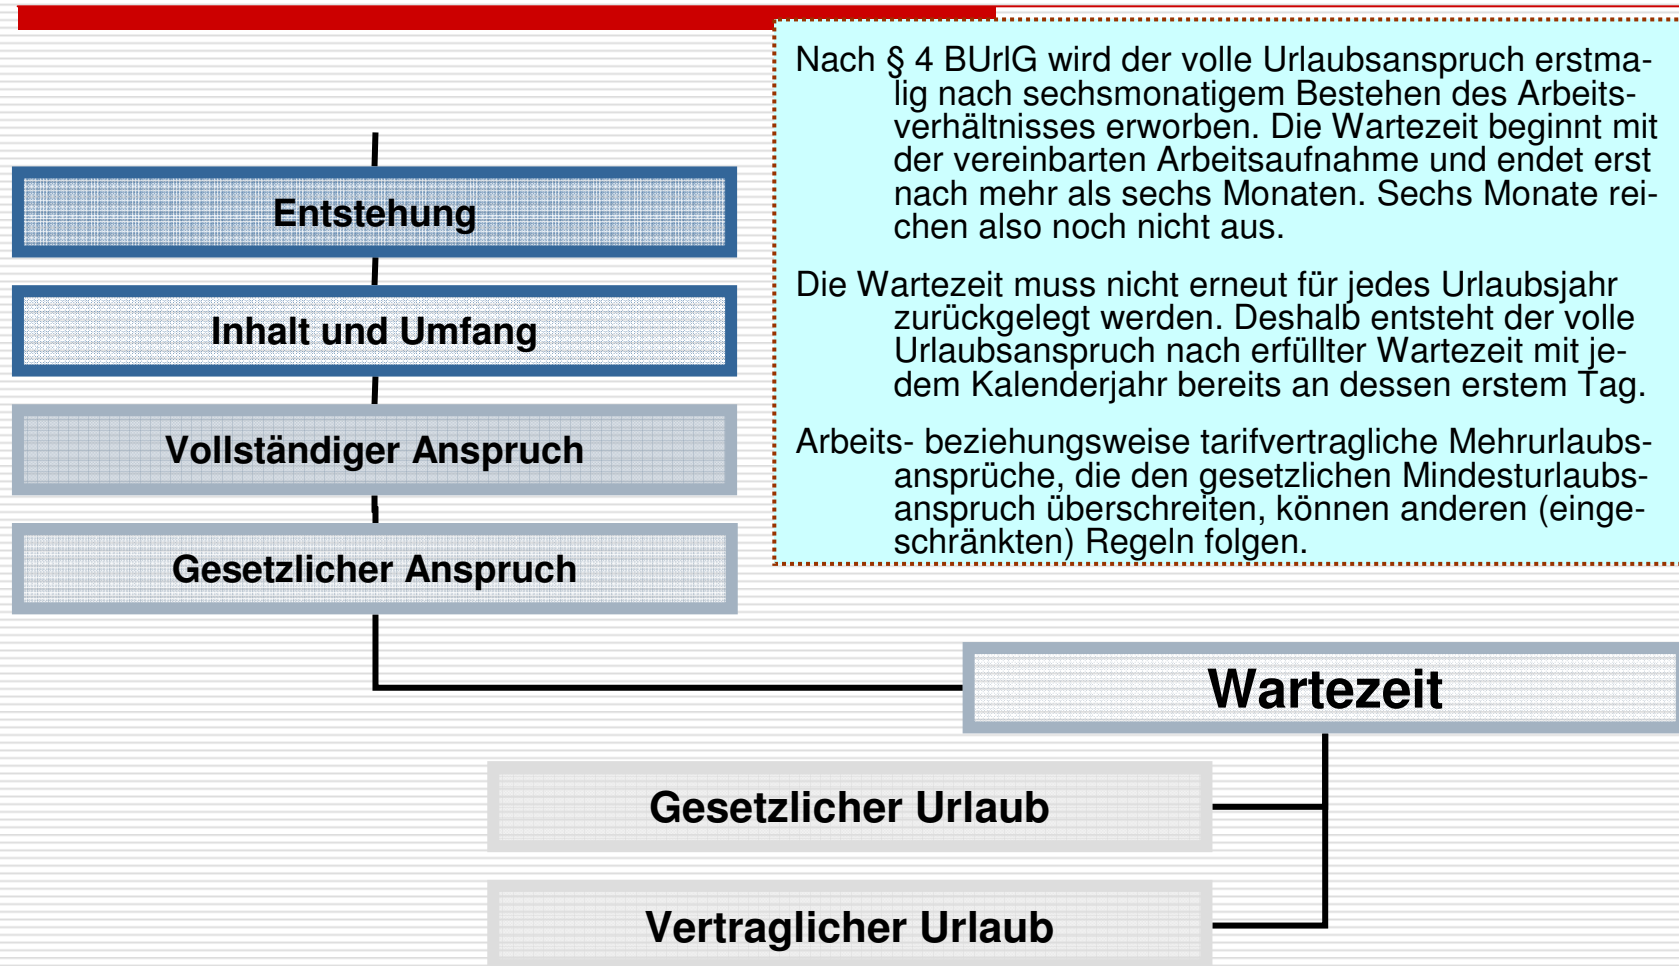 Nach § 4 BUrlG wird der volle Urlaubsanspruch erstma-
lig nach sechsmonatigem Bestehen des Arbeits-
verhältnisses erworben. Die Wartezeit beginnt mit
der vereinbarten Arbeitsaufnahme und endet erst
nach mehr als sechs Monaten. Sechs Monate rei-
chen also noch nicht aus.
Die Wartezeit muss nicht erneut für jedes Urlaubsjahr
zurückgelegt werden. Deshalb entsteht der volle
Urlaubsanspruch nach erfüllter Wartezeit mit je-
dem Kalenderjahr bereits an dessen erstem Tag.
Arbeits- beziehungsweise tarifvertragliche Mehrurlaubs-
ansprüche, die den gesetzlichen Mindesturlaubs-
anspruch überschreiten, können anderen (einge-
schränkten) Regeln folgen.
Entstehung
Inhalt und Umfang
Vollständiger Anspruch
Gesetzlicher Anspruch
Wartezeit
Gesetzlicher Urlaub
Vertraglicher Urlaub